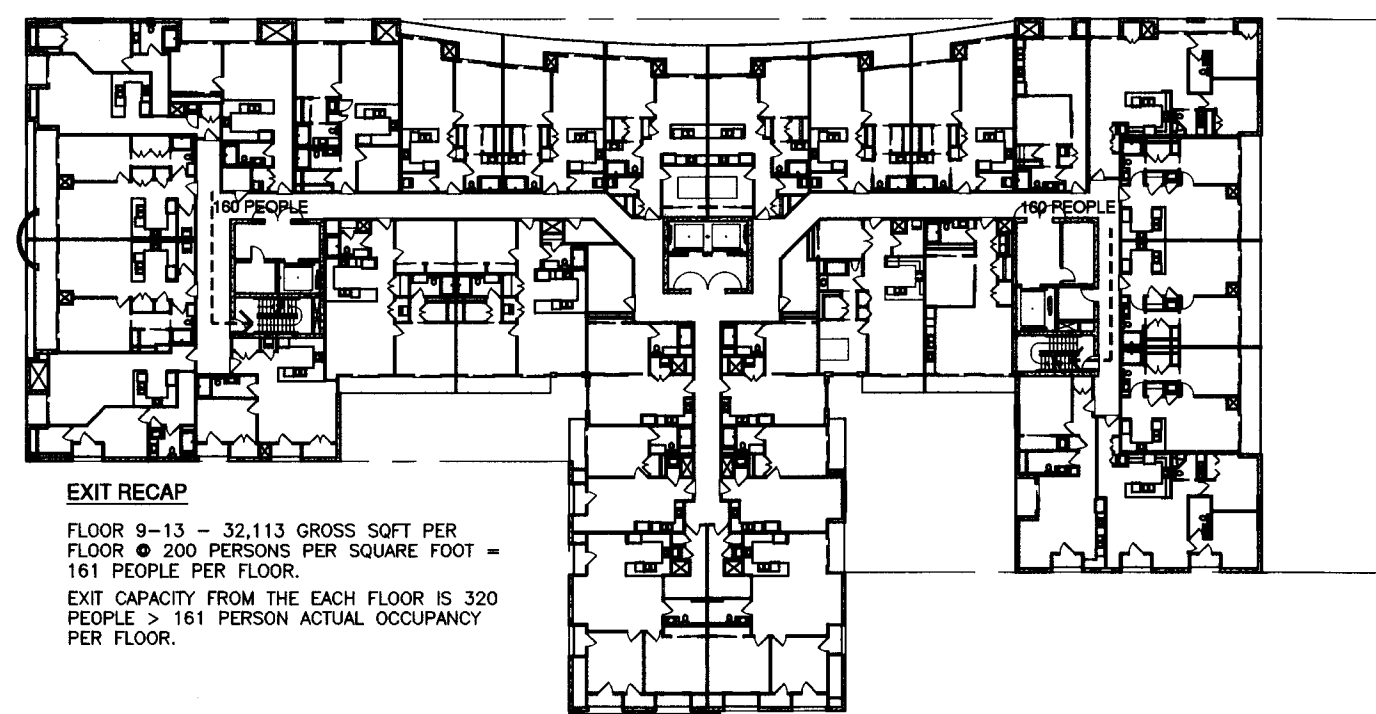 160 PEOPLE
160 PEOPLE
EXIT RECAP
FLOOR 9-13 - 32,113 GROSS SQFT PER
FLOOR @ 200 PERSONS PER SQUARE FOOT =
161 PEOPLE PER FLOOR.
EXIT CAPACITY FROM THE EACH FLOOR IS 320
PEOPLE > 161 PERSON ACTUAL OCCUPANCY
PER FLOOR.